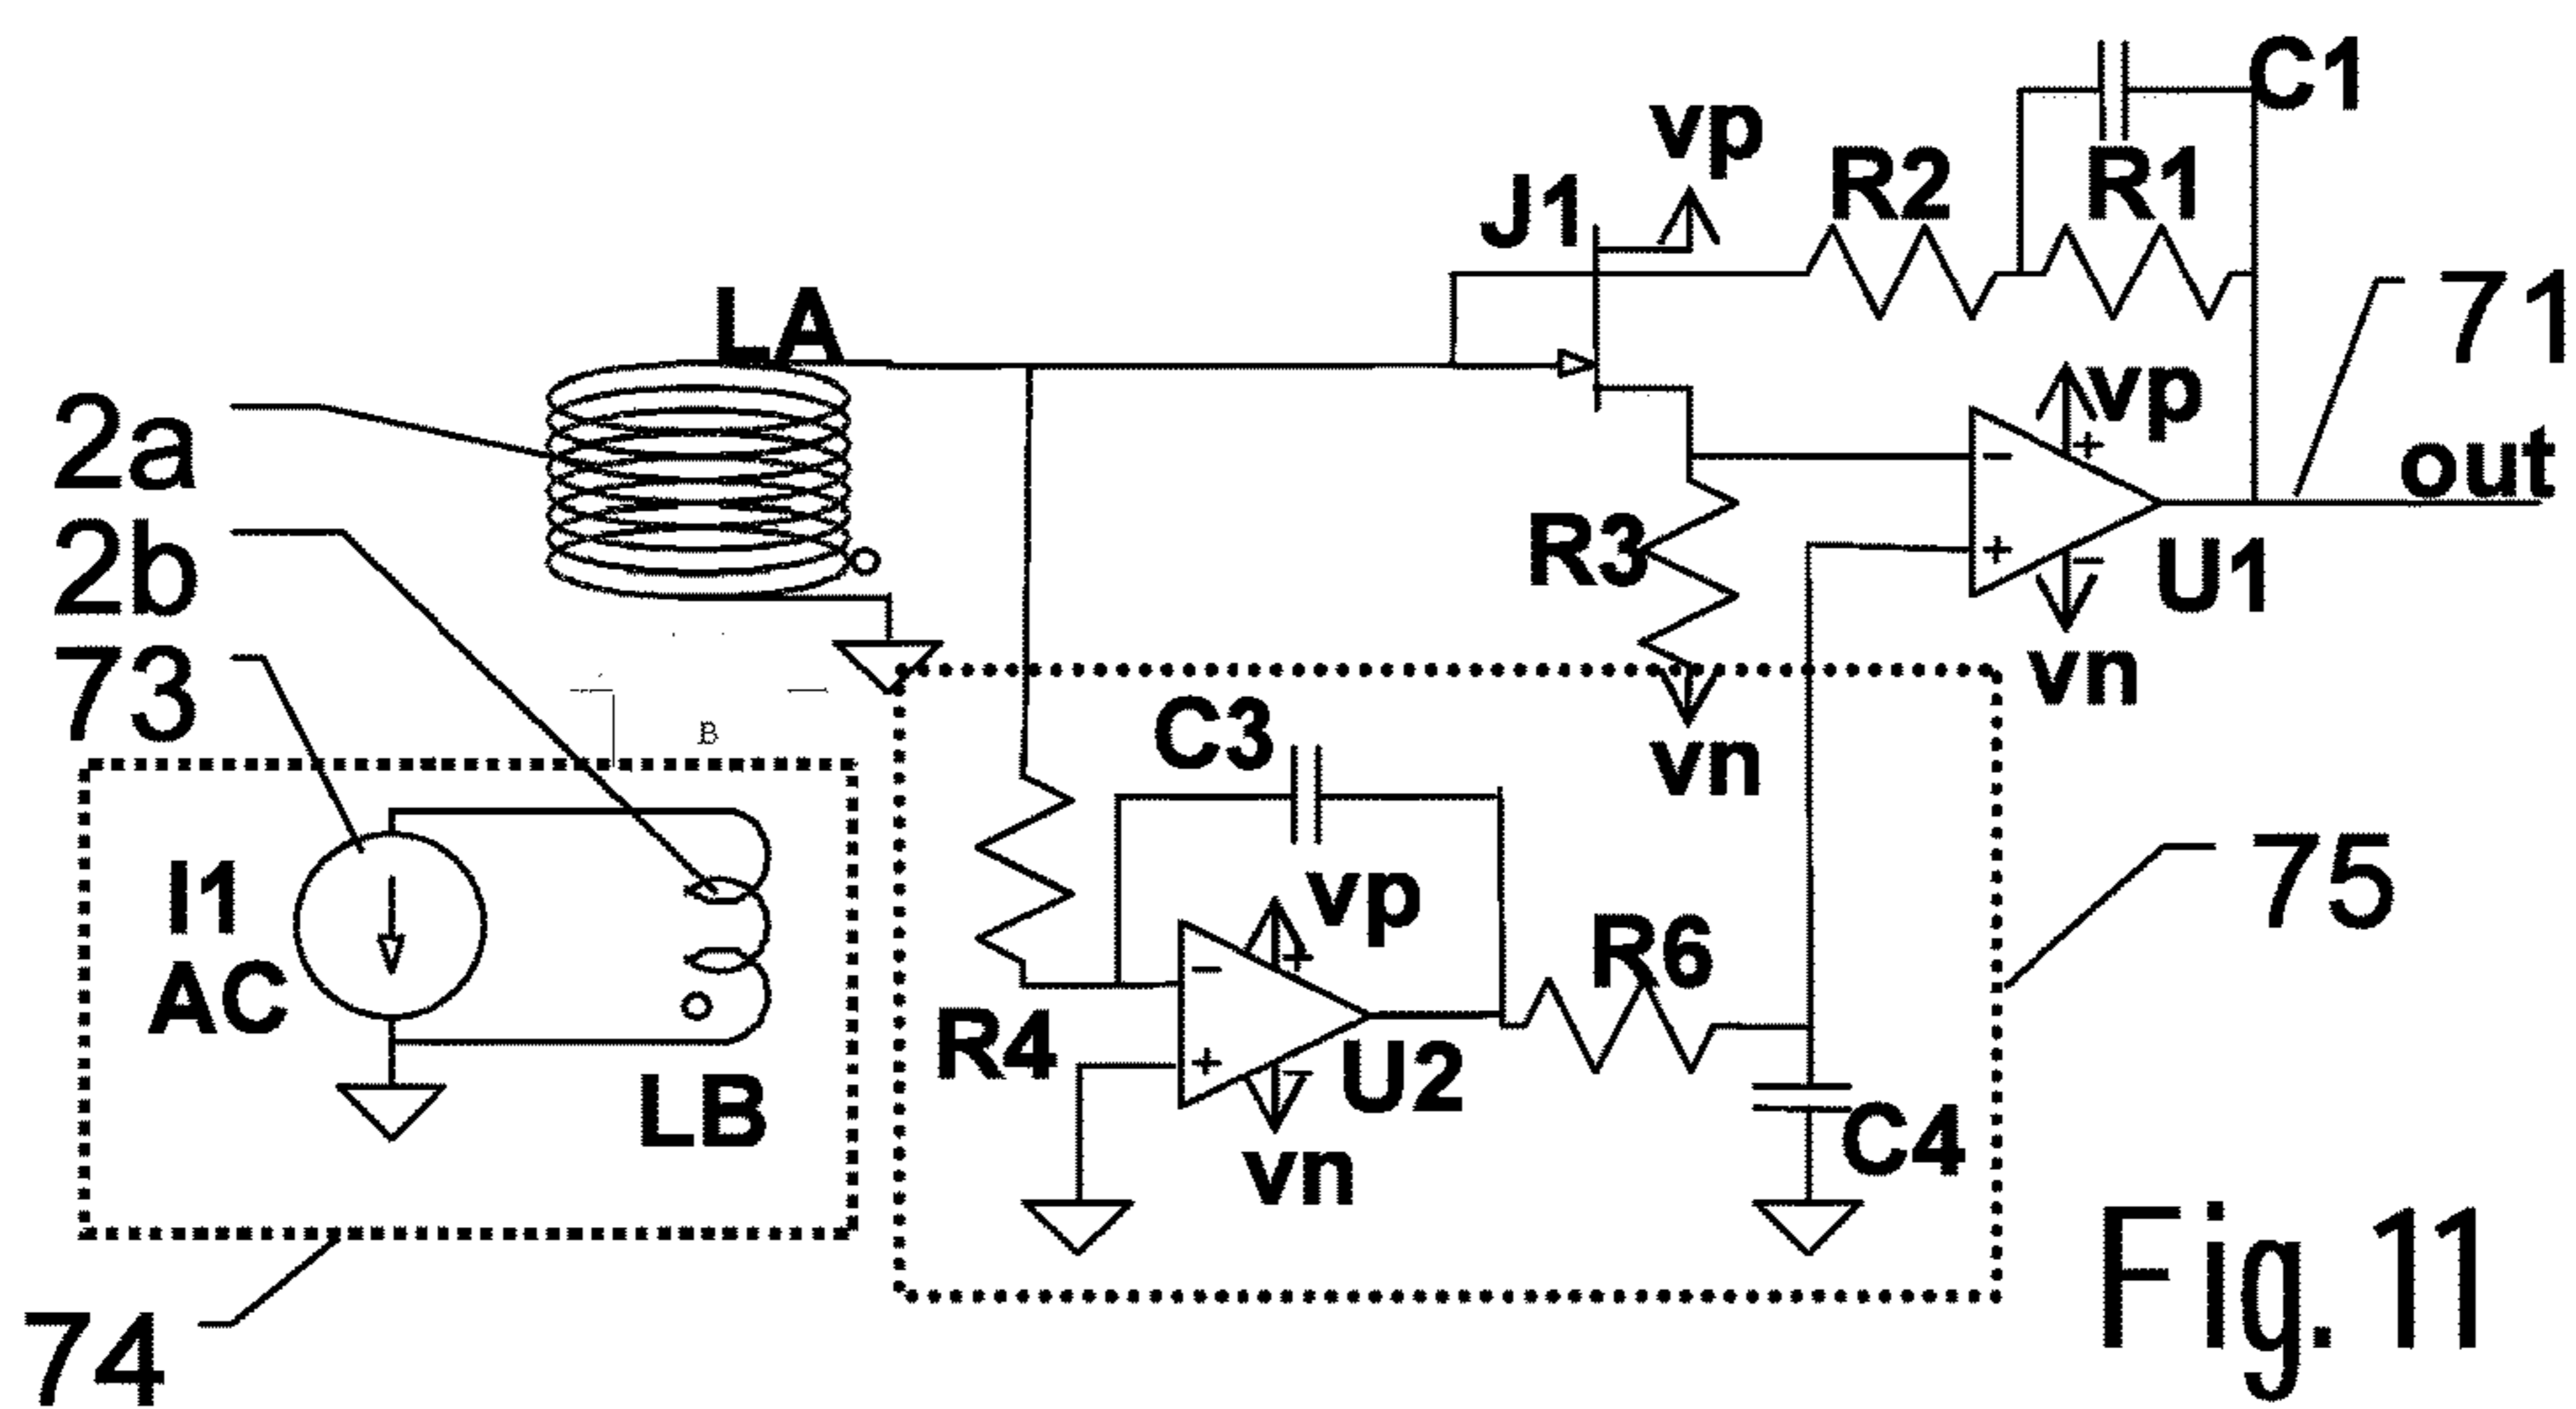 C1
vp
J1
R2
R1
LA
71
vp
out
2a
2b
R3
U1
73
vn
C3
B
vn
75
I1
AC
vp
R6
R4
U2
LB
vn
C4
74
Fig. 11